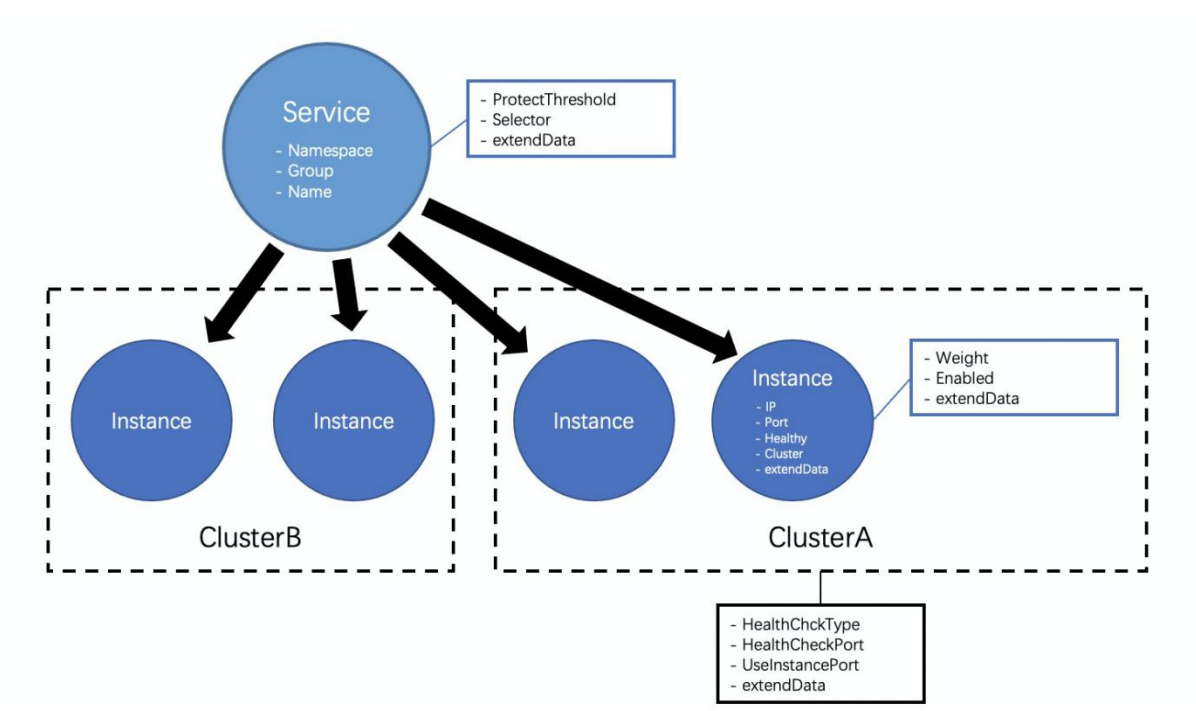 Service
- Namespace
- Group
- Name
- ProtectThreshold
- Selector
- extendData
Instance
Instance
ClusterB
Instance
Instance
- IP
- Port
- Healthy
- Cluster
- extendData
- Weight
- Enabled
- extendData
ClusterA
- HealthChckType
- HealthCheckPort
- UseInstancePort
- extendData